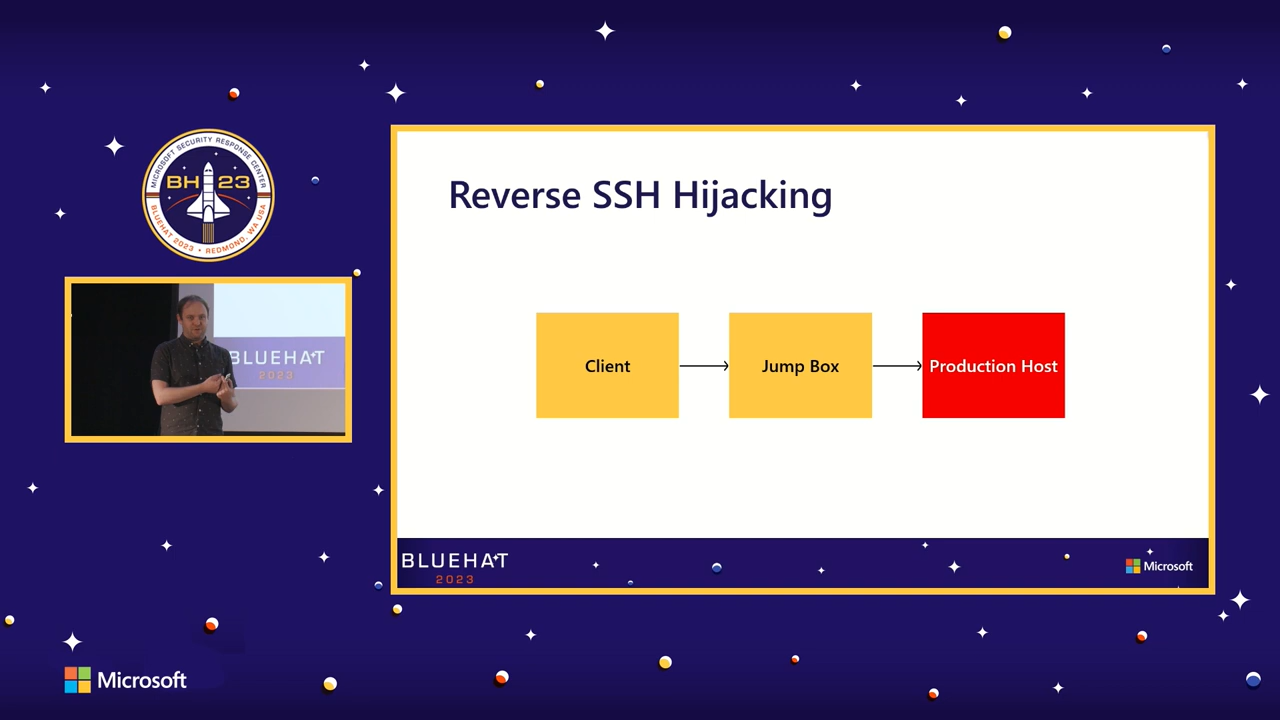 MICROSOFT SECURITY RESPONSE CENTER
BH 23
BLUEHAT 2023 • REDMOND, WA USA
BLUEHAT
2023
Reverse SSH Hijacking
Client
Jump Box
Production Host
BLUEHAT
2023
Microsoft
Microsoft